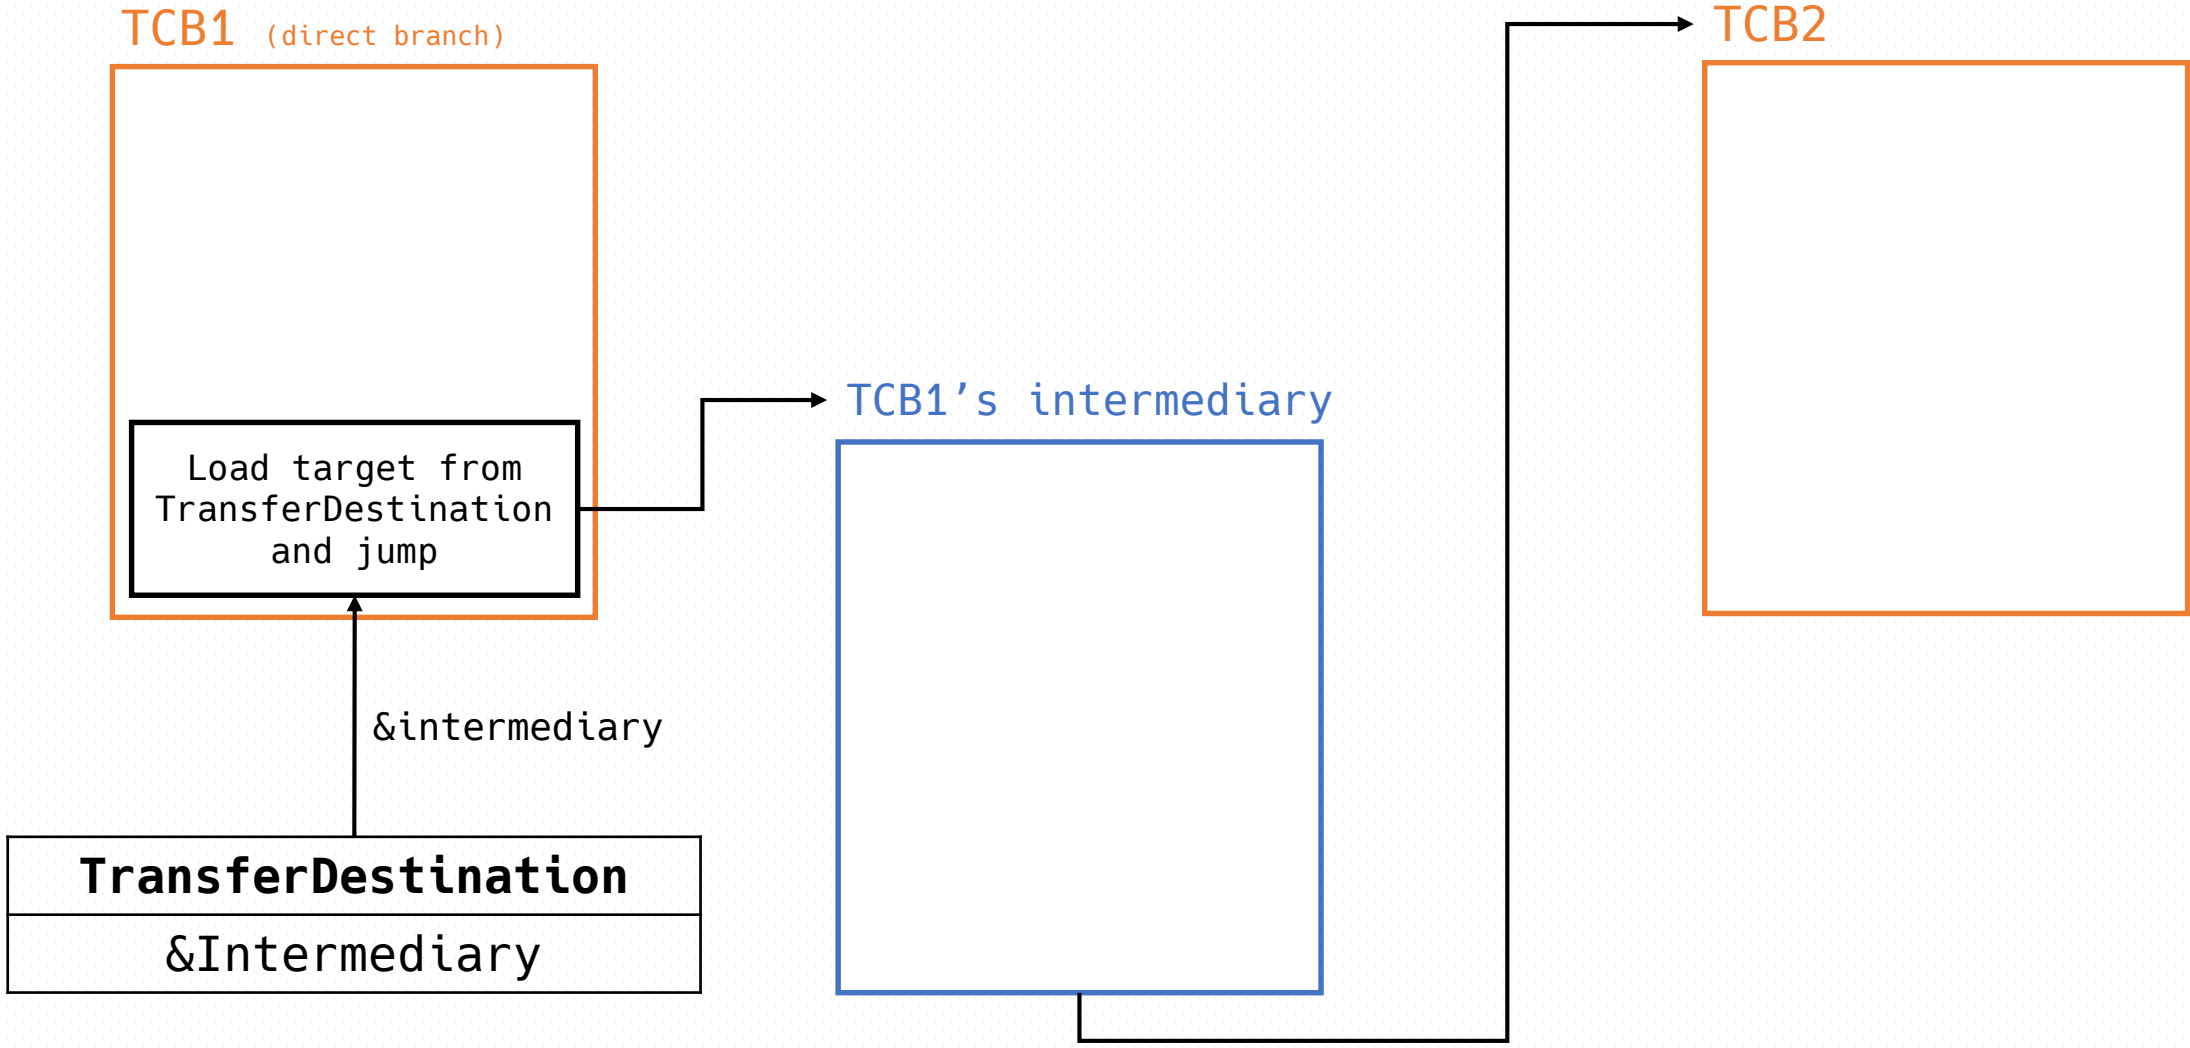 TCB1 (direct branch)
TCB2
TCB1’s intermediary
Load target from
TransferDestination
and jump
&intermediary
TransferDestination
&Intermediary